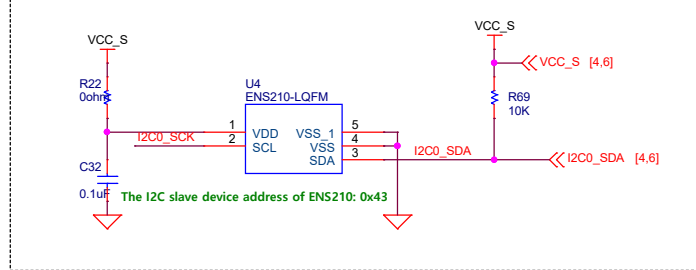 VCC_S
VCC_S
VCC_S [4,6]
R22
0ohm
U4
ENS210-LQFM
R69
10K
1
VDD
VSS_1
5
I2C0_SCK
2
SCL
VSS
4
SDA
3
I2C0_SDA
I2C0_SDA [4,6]
C32
0.1uF
The I2C slave device address of ENS210: 0x43